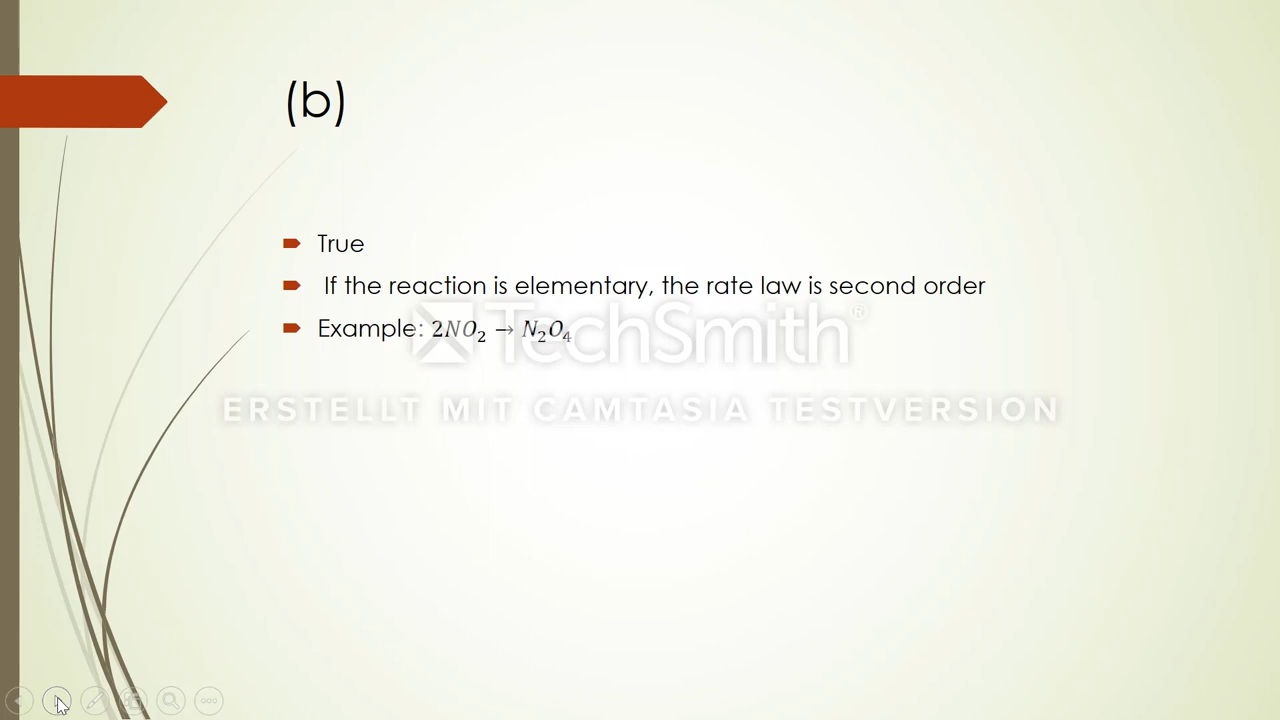 (b)
True
If the reaction is elementary, the rate law is second order
Example: 2NO₂ → N₂O₄
TechSmith®
ERSTELLT MIT CAMTASIA TESTVERSION